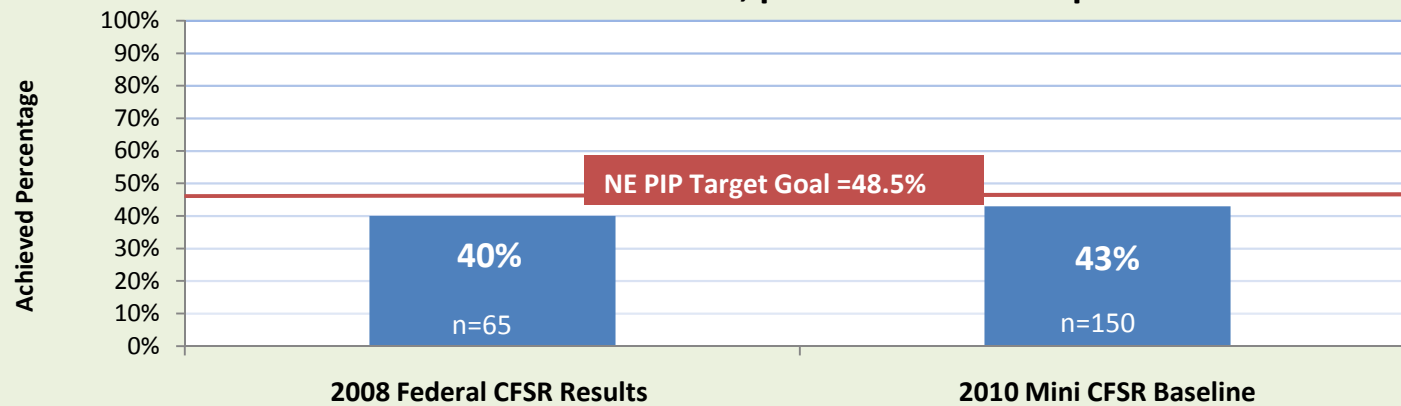 100%
90%
80%
70%
60%
50%
40%
30%
20%
10%
0%
Achieved Percentage
NE PIP Target Goal =48.5%
40%
n=65
43%
n=150
2008 Federal CFSR Results
2010 Mini CFSR Baseline